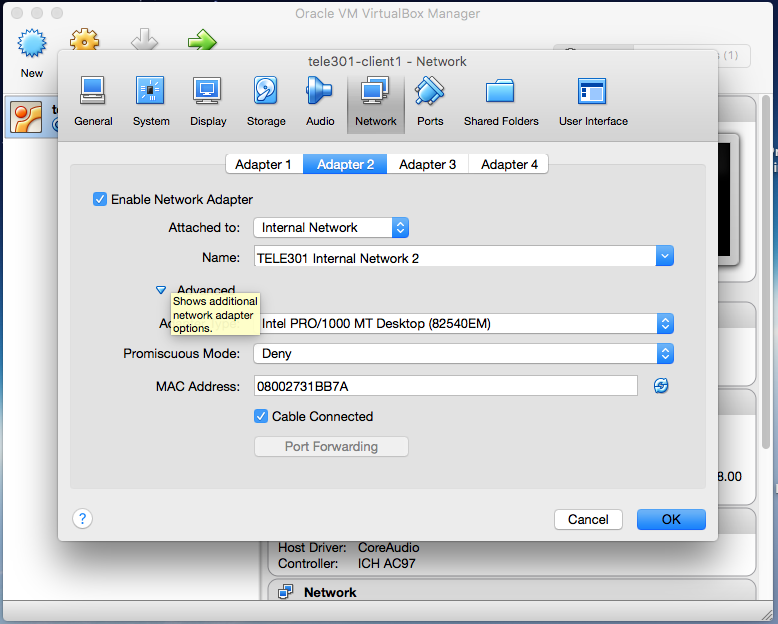 Oracle VM VirtualBox Manager
New
(1)
tele301-client1 - Network
General System Display Storage Audio Network Ports Shared Folders User Interface
Adapter 1 Adapter 2 Adapter 3 Adapter 4
Enable Network Adapter
Attached to: Internal Network
Name: TELE301 Internal Network 2
Advanced
Shows additional
network adapter
options.
Intel PRO/1000 MT Desktop (82540EM)
Promiscuous Mode: Deny
MAC Address: 08002731BB7A
Cable Connected
Port Forwarding
8.00
? Cancel OK
Host Driver: CoreAudio
Controller: ICH AC97
Network